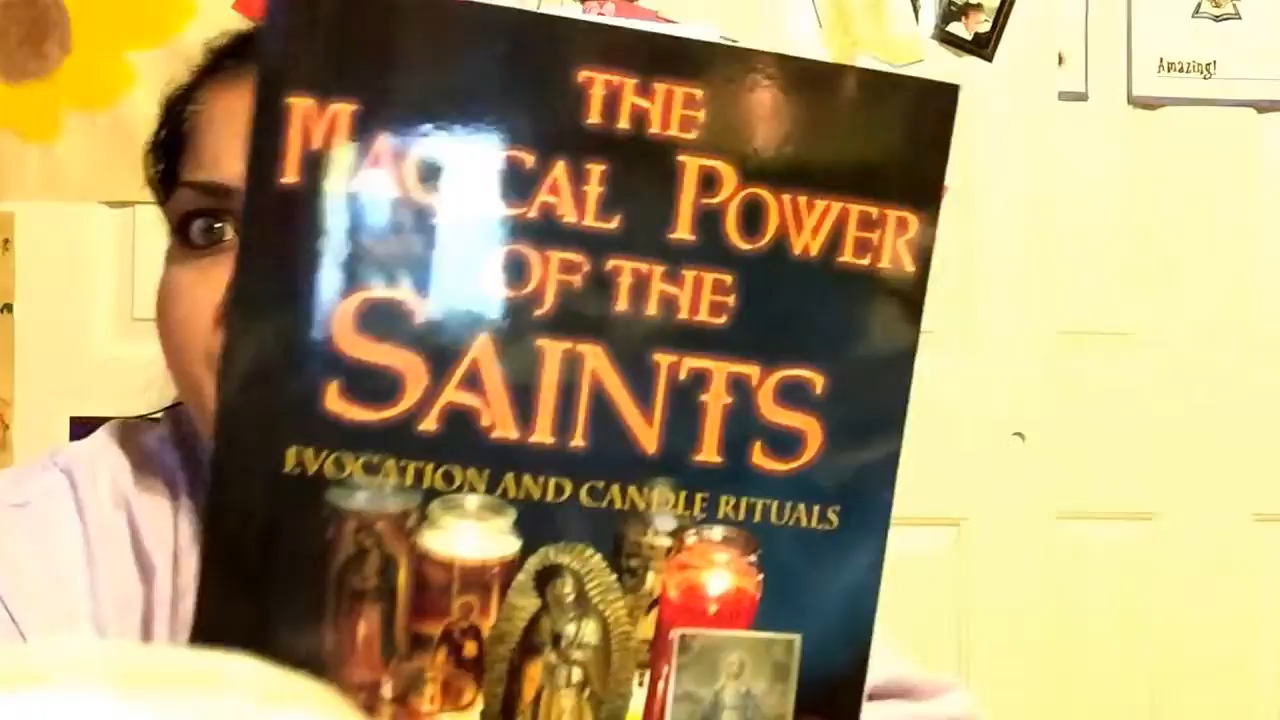 THE
MAGICAL POWER
OF THE
SAINTS
EVOCATION AND CANDLE RITUALS
Amazing!